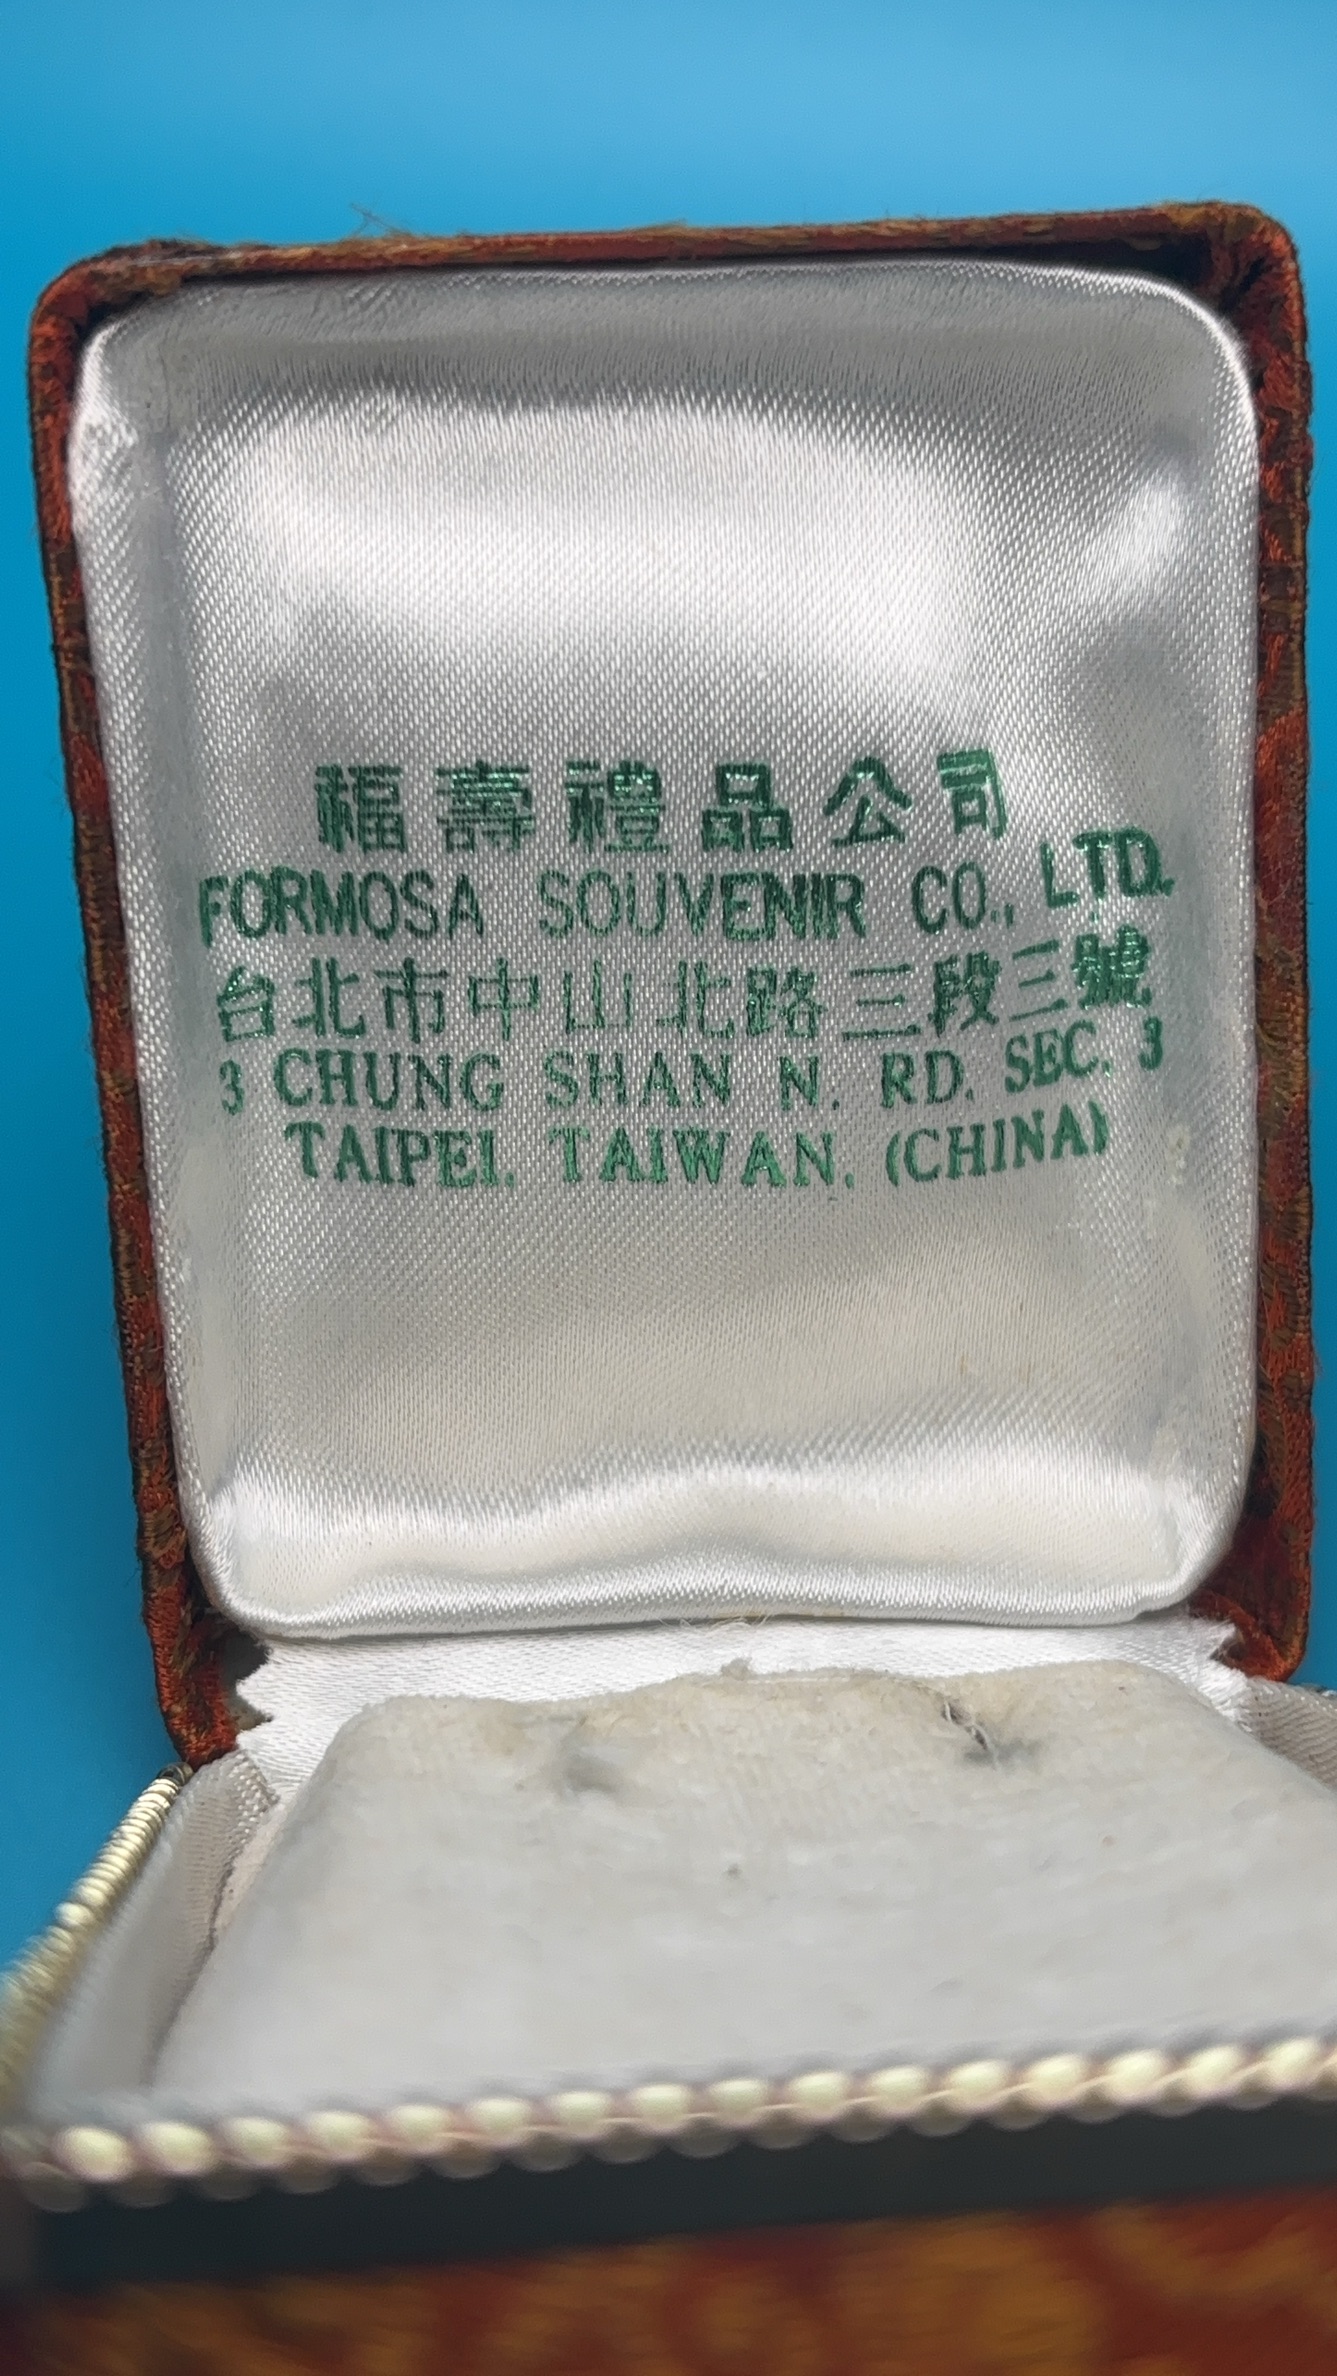 福壽禮品公司
FORMOSA SOUVENIR CO., LTD.
台北市中山北路三段三號
3 CHUNG SHAN N. RD. SEC. 3
TAIPEI, TAIWAN, (CHINA)